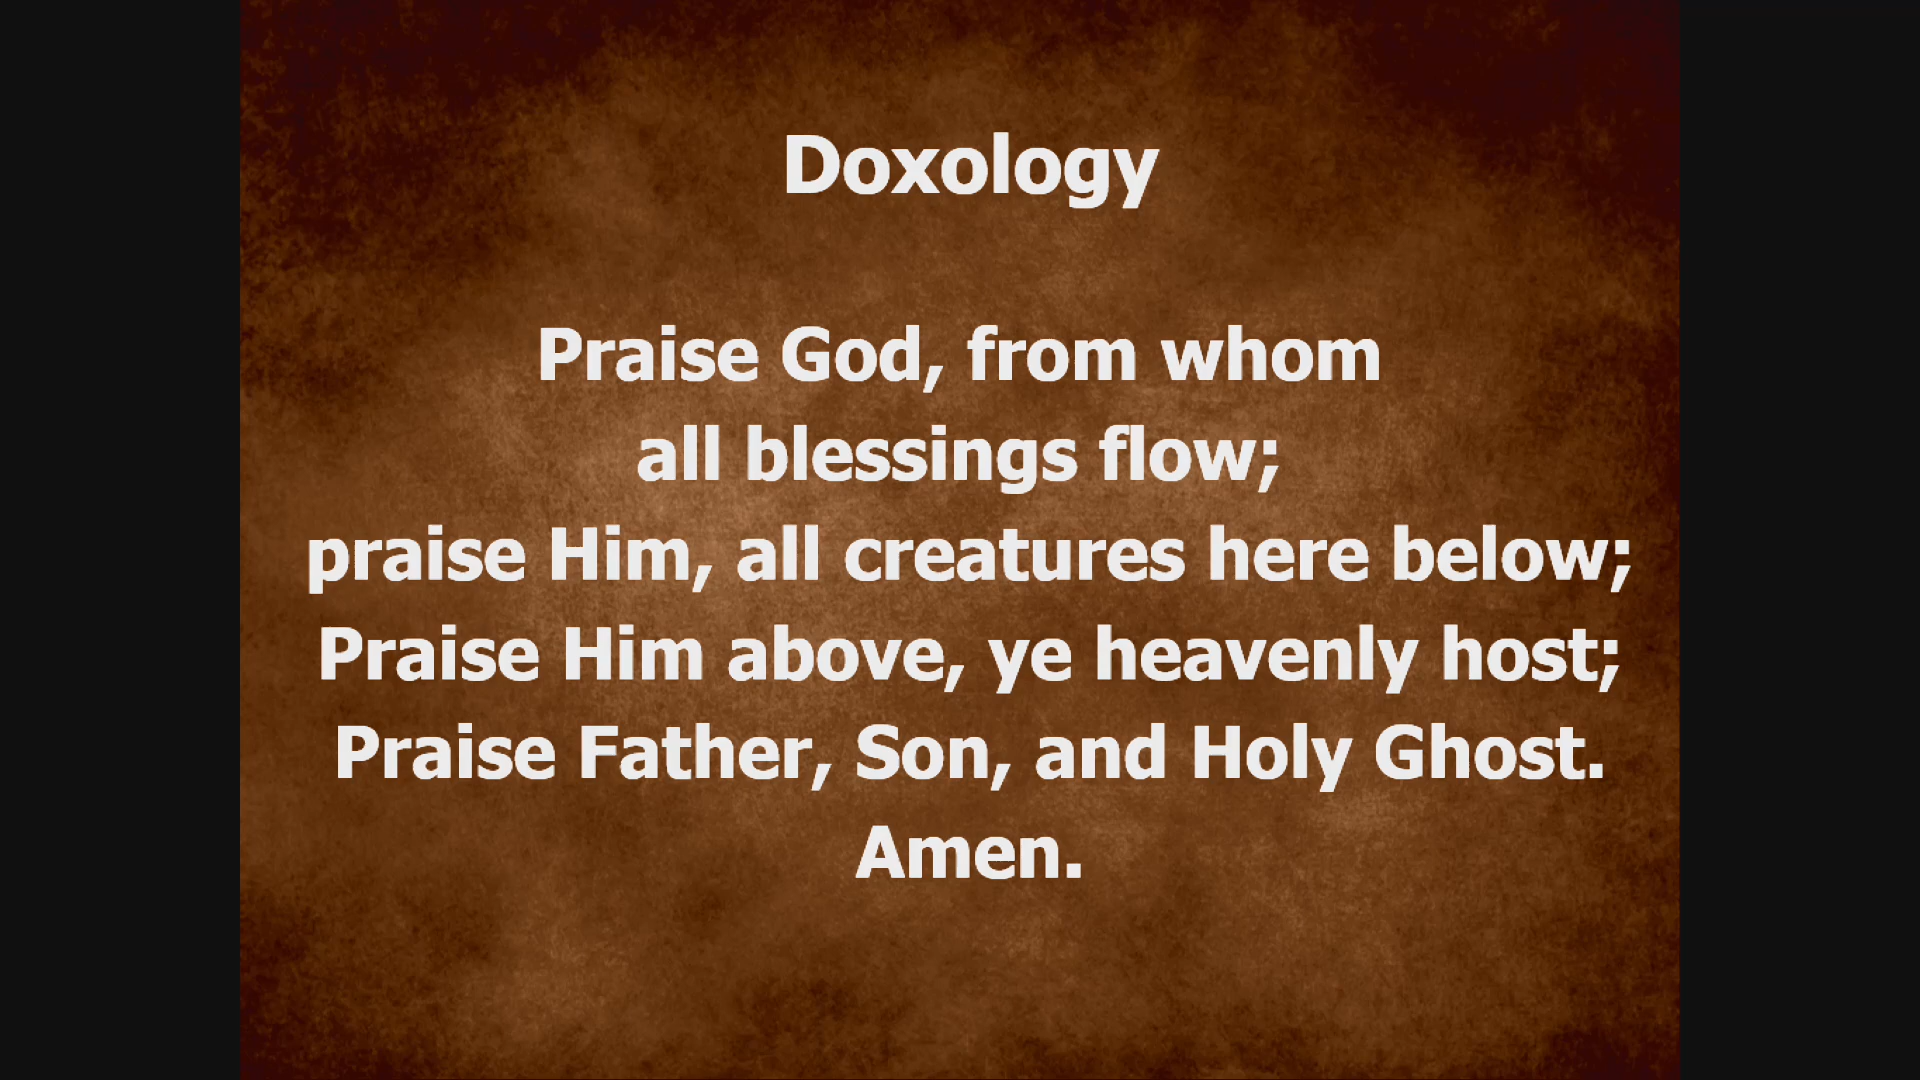 Doxology
Praise God, from whom
all blessings flow;
praise Him, all creatures here below;
Praise Him above, ye heavenly host;
Praise Father, Son, and Holy Ghost.
Amen.